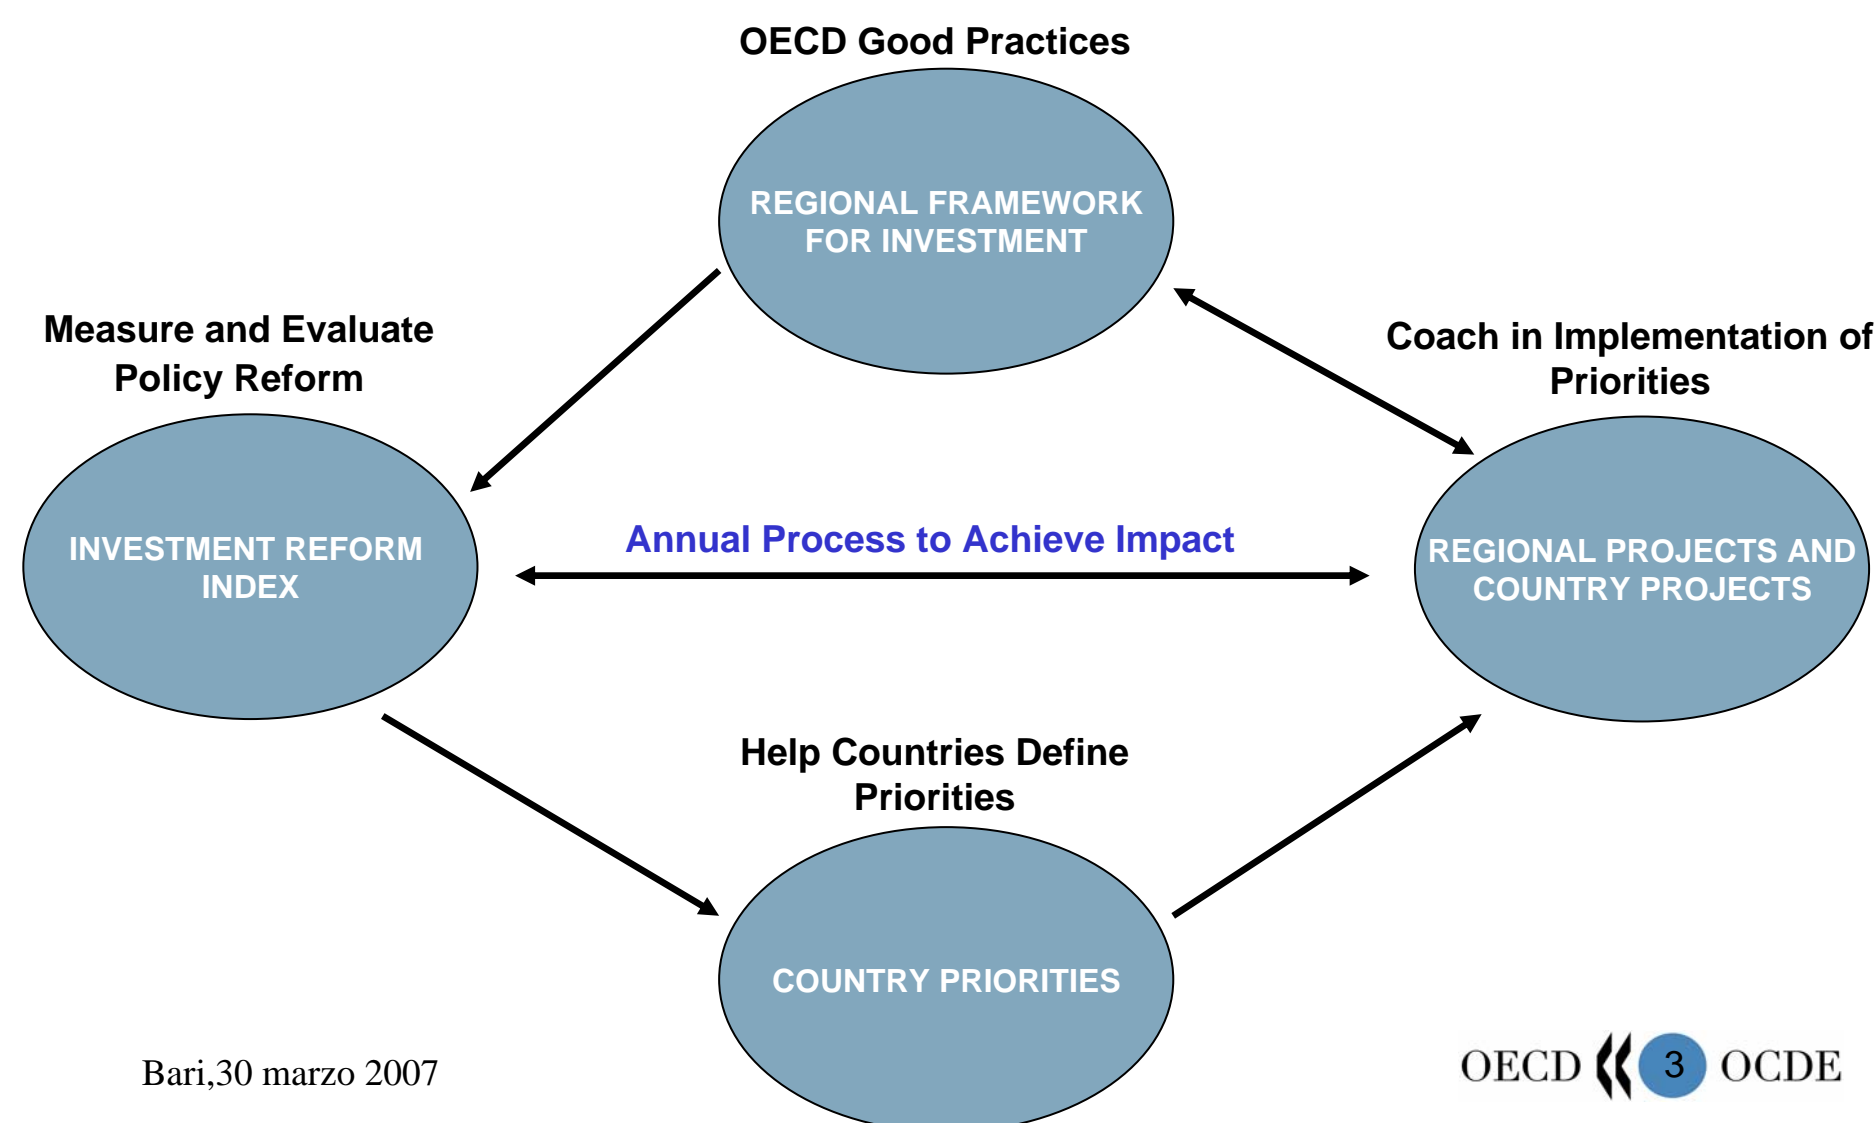 OECD Good Practices
REGIONAL FRAMEWORK
FOR INVESTMENT
Measure and Evaluate
Policy Reform
Coach in Implementation of
Priorities
INVESTMENT REFORM
INDEX
Annual Process to Achieve Impact
REGIONAL PROJECTS AND
COUNTRY PROJECTS
Help Countries Define
Priorities
COUNTRY PRIORITIES
Bari,30 marzo 2007
OECD 3 OCDE